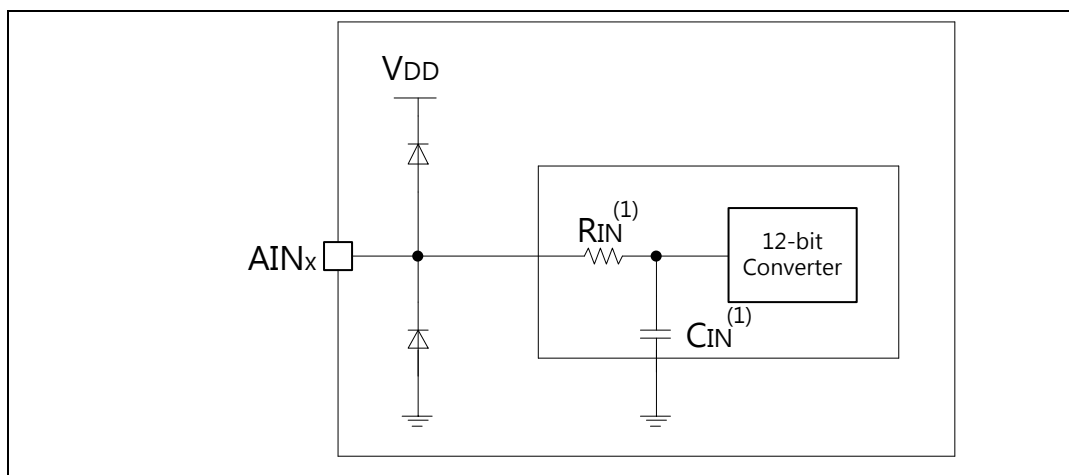 VDD
AINx
RIN(1)
12-bit
Converter
CIN(1)